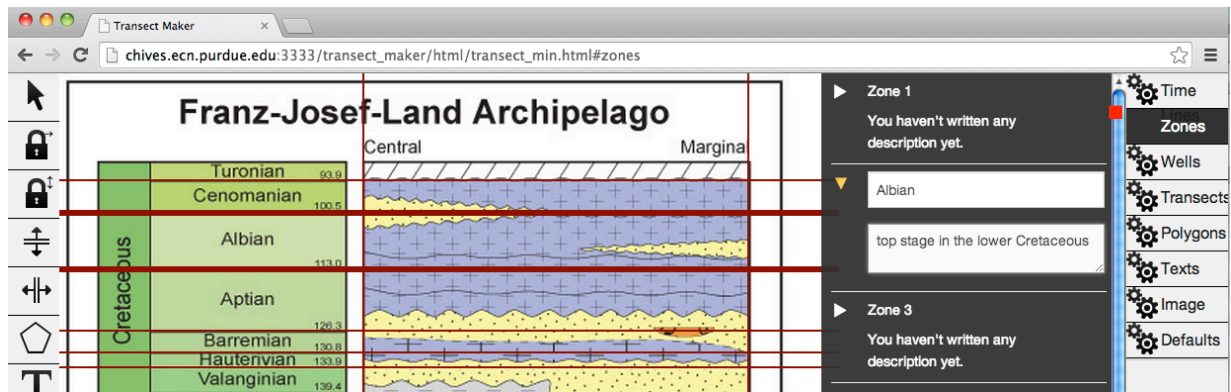 Transect Maker
chives.ecn.purdue.edu:3333/transect_maker/html/transect_min.html#zones
Franz-Josef-Land Archipelago
Central
Margina
Cretaceous
Turonian
93.9
Cenomanian
100.5
Albian
113.0
Aptian
126.3
Barremian
130.8
Hauterivian
133.9
Valanginian
139.4
T
Zone 1
You haven't written any
description yet.
Albian
top stage in the lower Cretaceous
Zone 3
You haven't written any
description yet.
Time
Lines
Zones
Wells
Transects
Polygons
Texts
Image
Defaults